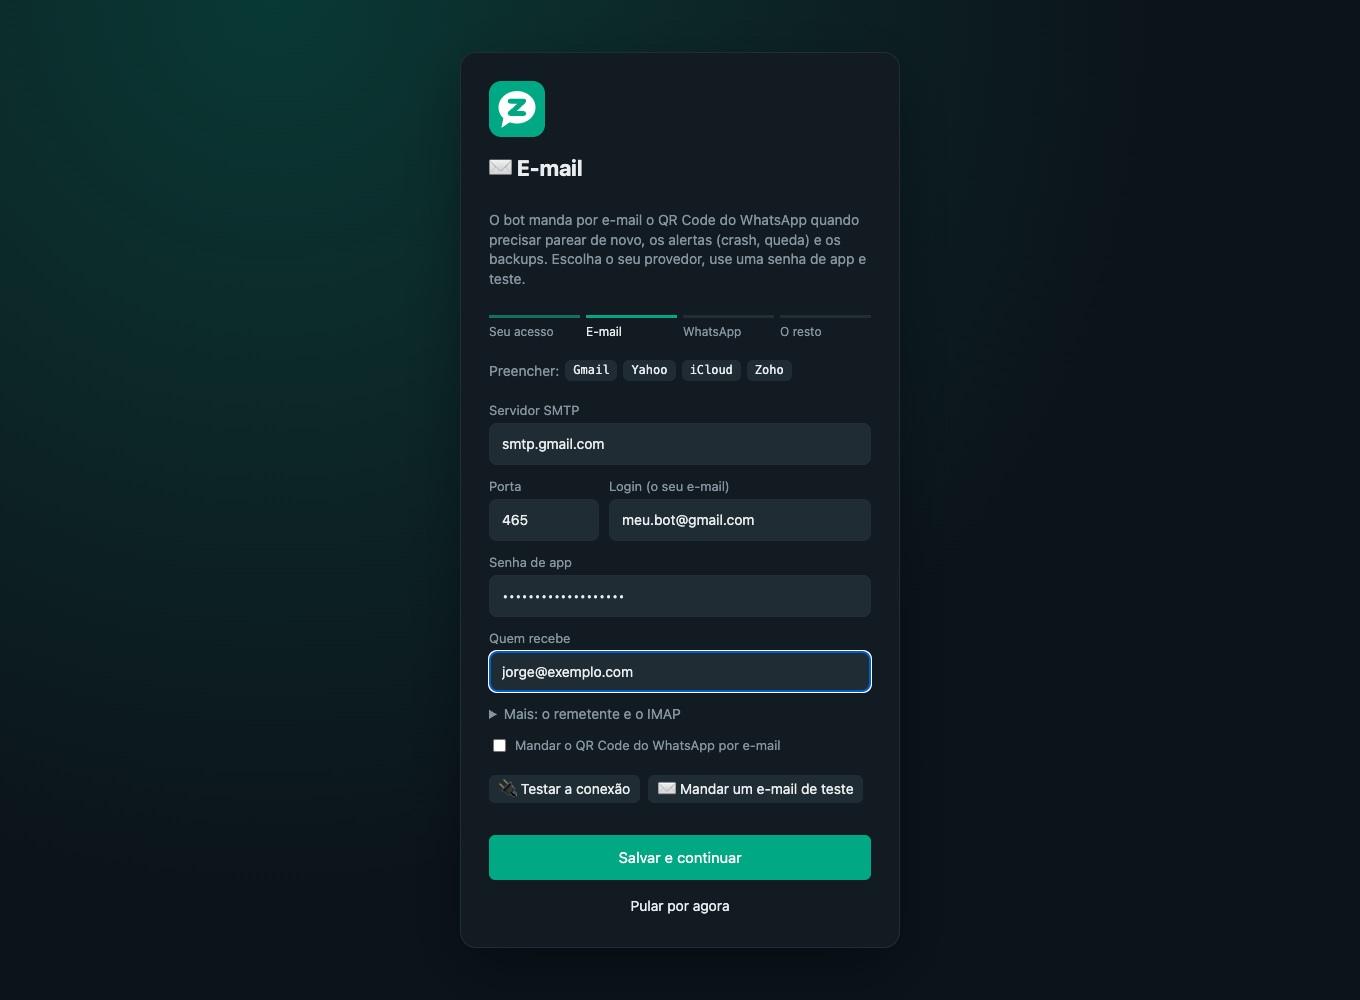 Z
E-mail
O bot manda por e-mail o QR Code do WhatsApp quando
precisar parear de novo, os alertas (crash, queda) e os
backups. Escolha o seu provedor, use uma senha de app e
teste.
Seu acesso E-mail WhatsApp O resto
Preencher: Gmail Yahoo iCloud Zoho
Servidor SMTP
smtp.gmail.com
Porta Login (o seu e-mail)
465 meu.bot@gmail.com
Senha de app
•••••••••••••••••••
Quem recebe
jorge@exemplo.com
Mais: o remetente e o IMAP
Mandar o QR Code do WhatsApp por e-mail
Testar a conexão Mandar um e-mail de teste
Salvar e continuar
Pular por agora